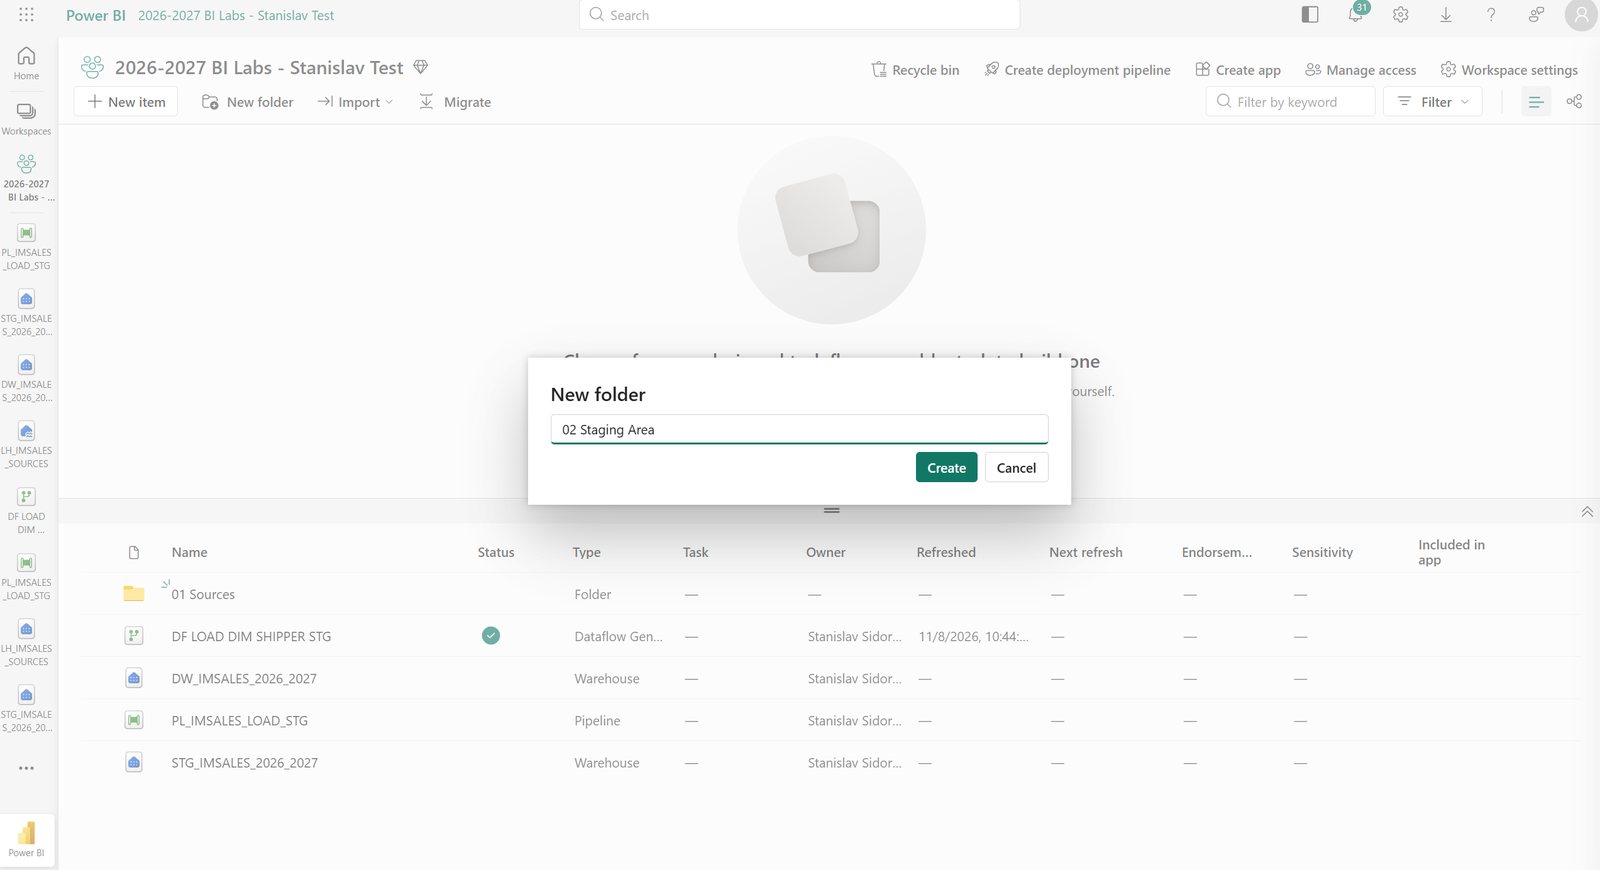 Power BI 2026-2027 BI Labs - Stanislav Test
Search
31
Home
Workspaces
2026-2027
BI Labs - ...
PL_IMSALES
_LOAD_STG
STG_IMSALE
S_2026_20...
DW_IMSALE
S_2026_20...
LH_IMSALES
_SOURCES
DF LOAD
DIM ...
PL_IMSALES
_LOAD_STG
LH_IMSALES
_SOURCES
STG_IMSALE
S_2026_20...
Power BI
2026-2027 BI Labs - Stanislav Test
Recycle bin Create deployment pipeline Create app Manage access Workspace settings
New item New folder Import Migrate
Filter by keyword Filter
one
ourself.
New folder
02 Staging Area
Create Cancel
Name Status Type Task Owner Refreshed Next refresh Endorsem... Sensitivity Included in app
01 Sources Folder — — — — — —
DF LOAD DIM SHIPPER STG Dataflow Gen... — Stanislav Sidor... 11/8/2026, 10:44:... — — —
DW_IMSALES_2026_2027 Warehouse — Stanislav Sidor... — — — —
PL_IMSALES_LOAD_STG Pipeline — Stanislav Sidor... — — — —
STG_IMSALES_2026_2027 Warehouse — Stanislav Sidor... — — — —